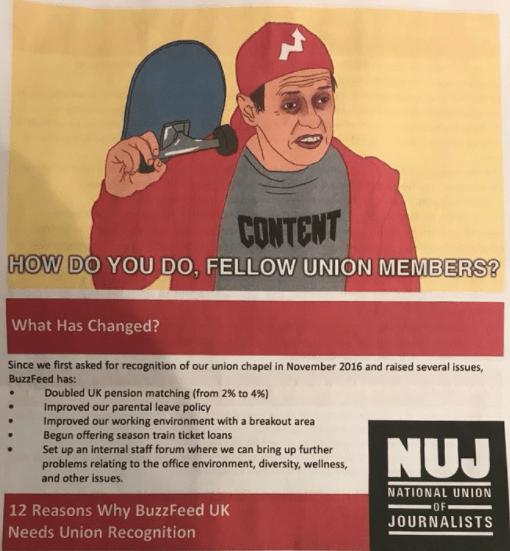 CONTENT
HOW DO YOU DO, FELLOW UNION MEMBERS?
What Has Changed?
Since we first asked for recognition of our union chapel in November 2016 and raised several issues,
BuzzFeed has:
• Doubled UK pension matching (from 2% to 4%)
• Improved our parental leave policy
• Improved our working environment with a breakout area
• Begun offering season train ticket loans
• Set up an internal staff forum where we can bring up further
problems relating to the office environment, diversity, wellness,
and other issues.
NUJ
NATIONAL UNION
OF
JOURNALISTS
12 Reasons Why BuzzFeed UK
Needs Union Recognition